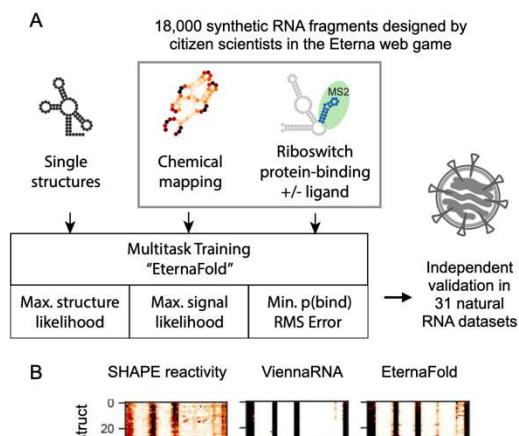 A
18,000 synthetic RNA fragments designed by
citizen scientists in the Eterna web game
MS2
Single
structures
Chemical
mapping
Riboswitch
protein-binding
+/- ligand
Multitask Training
“EternaFold”
Max. structure
likelihood
Max. signal
likelihood
Min. p(bind)
RMS Error
Independent
validation in
31 natural
RNA datasets
B
SHAPE reactivity
ViennaRNA
EternaFold
0
20
struct